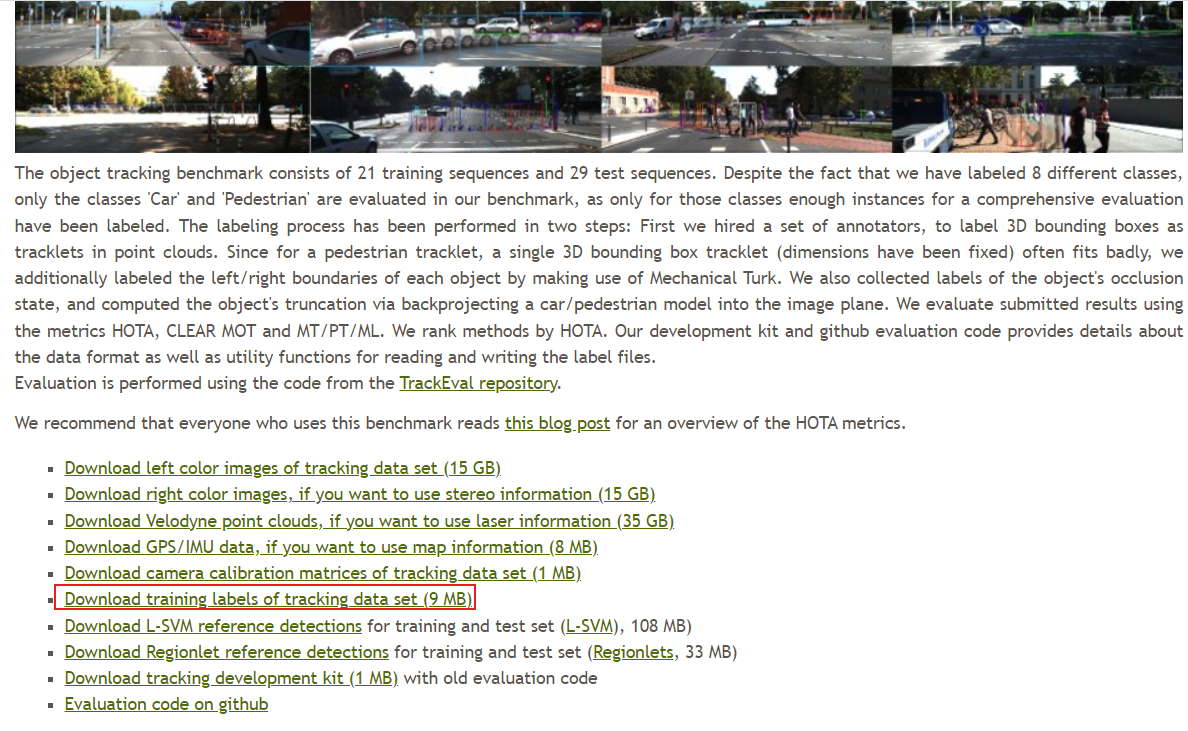 The object tracking benchmark consists of 21 training sequences and 29 test sequences. Despite the fact that we have labeled 8 different classes,
only the classes 'Car' and 'Pedestrian' are evaluated in our benchmark, as only for those classes enough instances for a comprehensive evaluation
have been labeled. The labeling process has been performed in two steps: First we hired a set of annotators, to label 3D bounding boxes as
tracklets in point clouds. Since for a pedestrian tracklet, a single 3D bounding box tracklet (dimensions have been fixed) often fits badly, we
additionally labeled the left/right boundaries of each object by making use of Mechanical Turk. We also collected labels of the object's occlusion
state, and computed the object's truncation via backprojecting a car/pedestrian model into the image plane. We evaluate submitted results using
the metrics HOTA, CLEAR MOT and MT/PT/ML. We rank methods by HOTA. Our development kit and github evaluation code provides details about
the data format as well as utility functions for reading and writing the label files.
Evaluation is performed using the code from the TrackEval repository.
We recommend that everyone who uses this benchmark reads this blog post for an overview of the HOTA metrics.
Download left color images of tracking data set (15 GB)
Download right color images, if you want to use stereo information (15 GB)
Download Velodyne point clouds, if you want to use laser information (35 GB)
Download GPS/IMU data, if you want to use map information (8 MB)
Download camera calibration matrices of tracking data set (1 MB)
Download training labels of tracking data set (9 MB)
Download L-SVM reference detections for training and test set (L-SVM), 108 MB)
Download Regionlet reference detections for training and test set (Regionlets, 33 MB)
Download tracking development kit (1 MB) with old evaluation code
Evaluation code on github